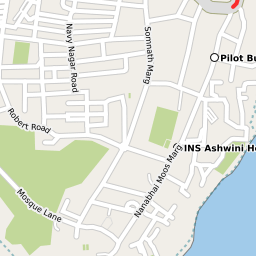 Navy Nagar Road
Somnath Marg
Pilot Bu
Robert Road
INS Ashwini Ho
Nanabhai Moos Marg
Mosque Lane